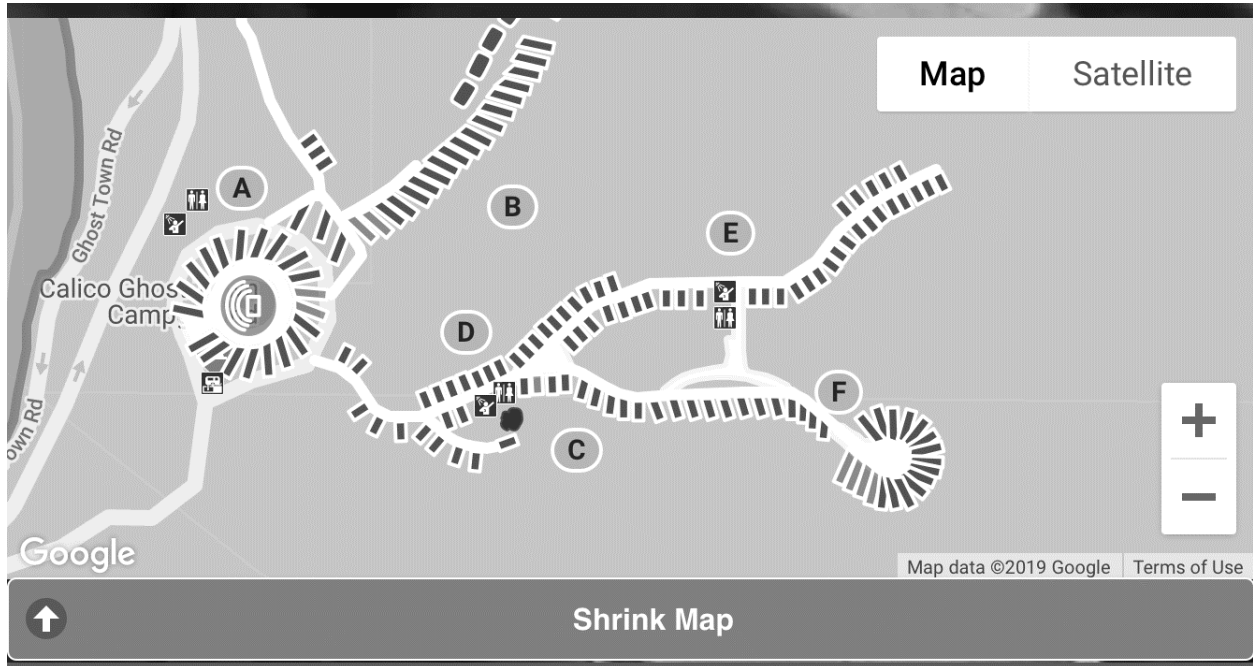 Map
Satellite
Ghost Town Rd
A
B
E
Calico Ghos
Camp
D
F
C
own Rd
Google
Map data ©2019 Google
Terms of Use
Shrink Map